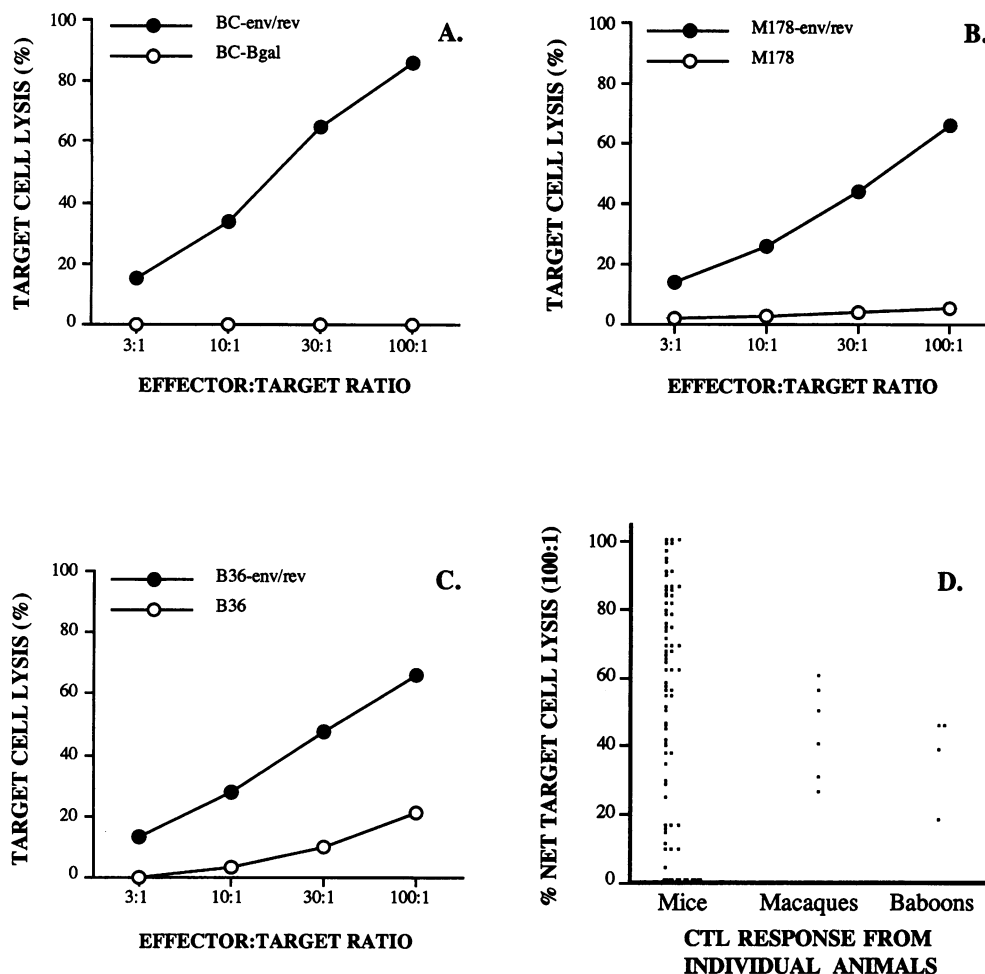 BC-env/rev
BC-Bgal
A.
TARGET CELL LYSIS (%)
100
80
60
40
20
0
3:1 10:1 30:1 100:1
EFFECTOR:TARGET RATIO
M178-env/rev
M178
B.
TARGET CELL LYSIS (%)
100
80
60
40
20
0
3:1 10:1 30:1 100:1
EFFECTOR:TARGET RATIO
B36-env/rev
B36
C.
TARGET CELL LYSIS (%)
100
80
60
40
20
0
3:1 10:1 30:1 100:1
EFFECTOR:TARGET RATIO
D.
% NET TARGET CELL LYSIS (100:1)
100
80
60
40
20
0
Mice Macaques Baboons
CTL RESPONSE FROM
INDIVIDUAL ANIMALS